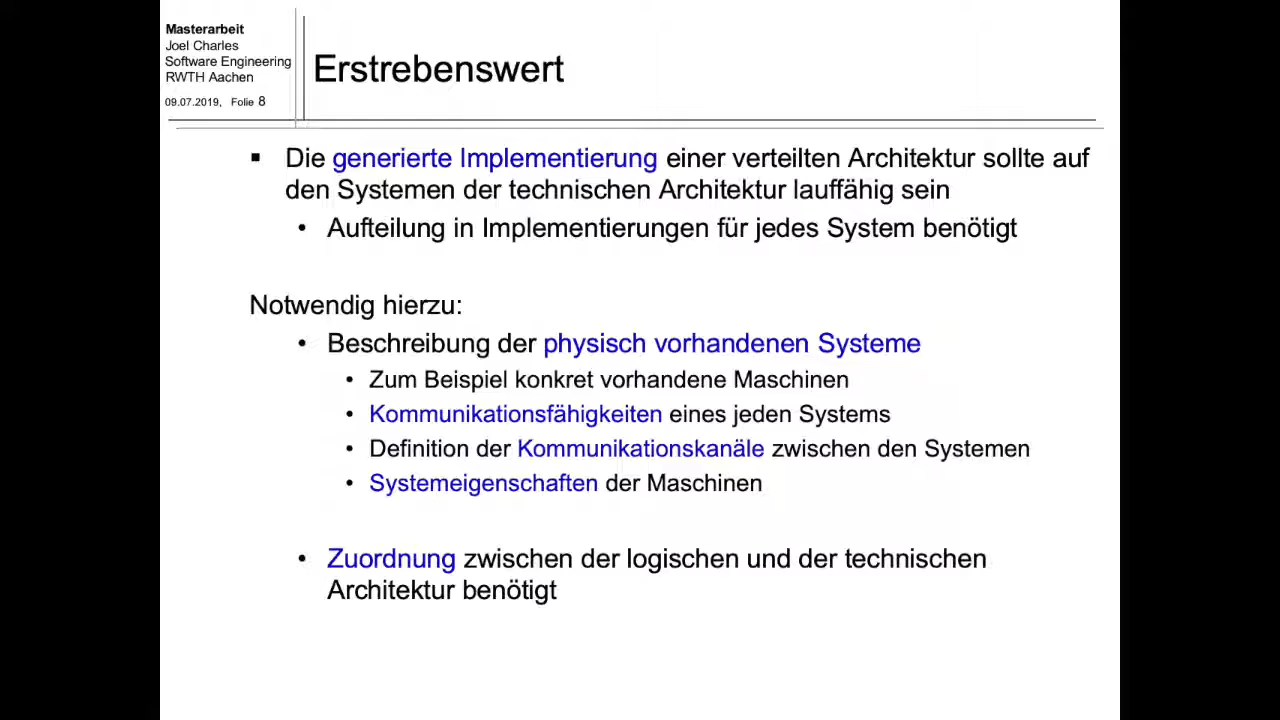 Masterarbeit
Joel Charles
Software Engineering
RWTH Aachen
09.07.2019, Folie 8
Erstrebenswert
▪ Die generierte Implementierung einer verteilten Architektur sollte auf
den Systemen der technischen Architektur lauffähig sein
• Aufteilung in Implementierungen für jedes System benötigt
Notwendig hierzu:
• Beschreibung der physisch vorhandenen Systeme
• Zum Beispiel konkret vorhandene Maschinen
• Kommunikationsfähigkeiten eines jeden Systems
• Definition der Kommunikationskanäle zwischen den Systemen
• Systemeigenschaften der Maschinen
• Zuordnung zwischen der logischen und der technischen
Architektur benötigt